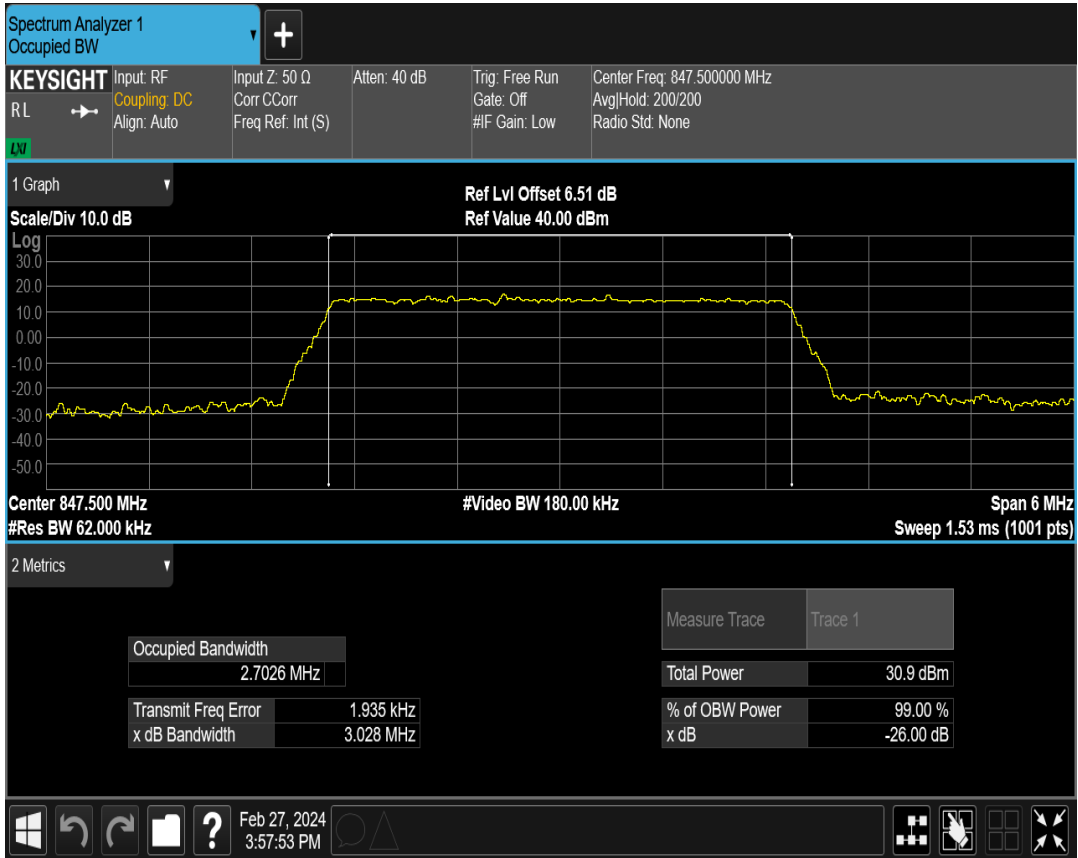 Spectrum Analyzer 1
Occupied BW
KEYSIGHT
R L
LXI
Input: RF
Coupling: DC
Align: Auto
Input Z: 50 Ω
Corr CCorr
Freq Ref: Int (S)
Atten: 40 dB
Trig: Free Run
Gate: Off
#IF Gain: Low
Center Freq: 847.500000 MHz
Avg|Hold: 200/200
Radio Std: None
1 Graph
Scale/Div 10.0 dB
Ref Lvl Offset 6.51 dB
Ref Value 40.00 dBm
Log
30.0
20.0
10.0
0.00
-10.0
-20.0
-30.0
-40.0
-50.0
Center 847.500 MHz
#Video BW 180.00 kHz
Span 6 MHz
#Res BW 62.000 kHz
Sweep 1.53 ms (1001 pts)
2 Metrics
Measure Trace Trace 1
Occupied Bandwidth
2.7026 MHz
Total Power 30.9 dBm
Transmit Freq Error 1.935 kHz
% of OBW Power 99.00 %
x dB Bandwidth 3.028 MHz
x dB -26.00 dB
?
Feb 27, 2024
3:57:53 PM